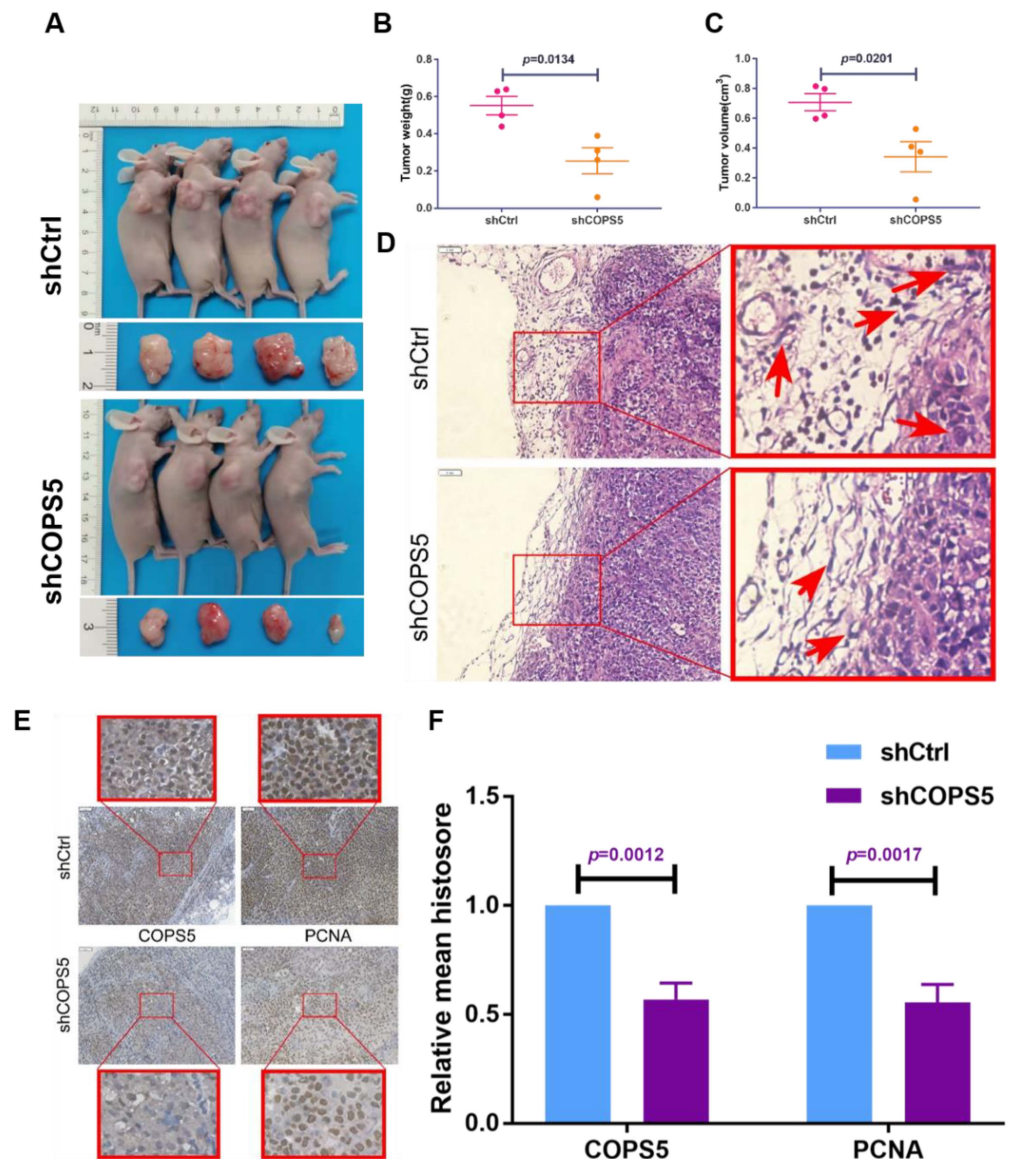 A
shCtrl
shCOPS5
B
Tumor weight(g)
0.8
0.6
0.4
0.2
0.0
p=0.0134
shCtrl
shCOPS5
C
Tumor volume(cm3)
1.0
0.8
0.6
0.4
0.2
0.0
p=0.0201
shCtrl
shCOPS5
D
shCtrl
shCOPS5
E
shCtrl
COPS5
PCNA
shCOPS5
F
shCtrl
shCOPS5
Relative mean histosore
1.5
1.0
0.5
0.0
p=0.0012
p=0.0017
COPS5
PCNA